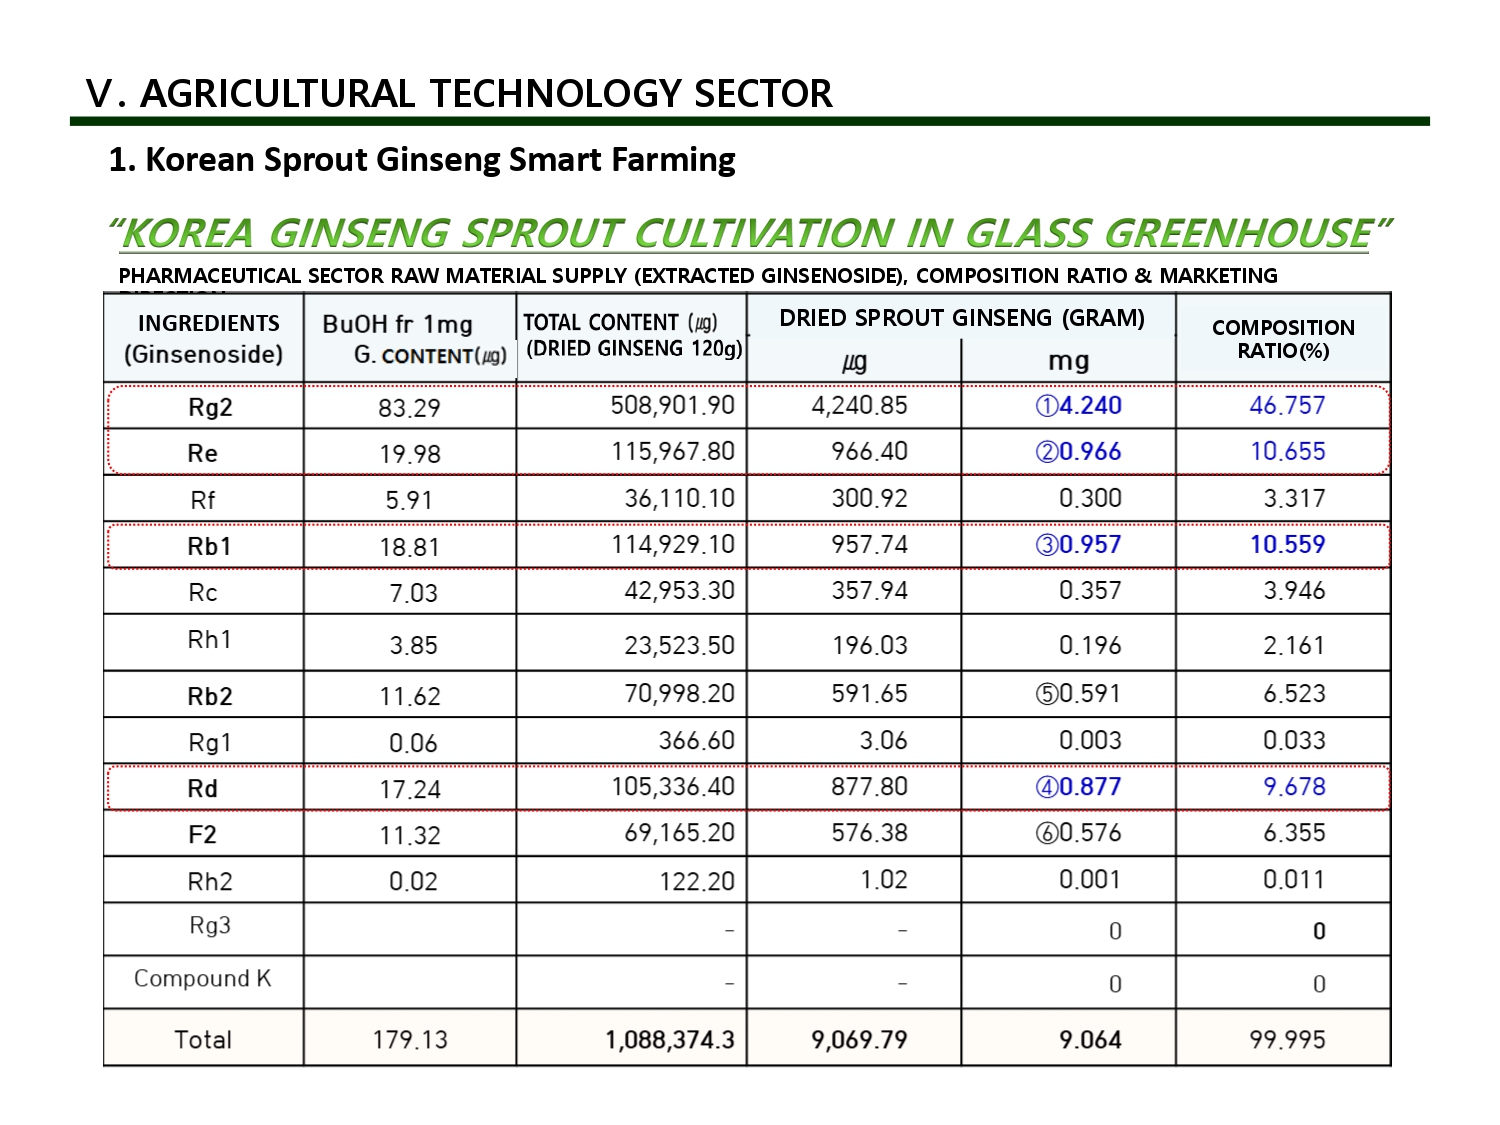 Ⅴ. AGRICULTURAL TECHNOLOGY SECTOR
1. Korean Sprout Ginseng Smart Farming
“KOREA GINSENG SPROUT CULTIVATION IN GLASS GREENHOUSE”
PHARMACEUTICAL SECTOR RAW MATERIAL SUPPLY (EXTRACTED GINSENOSIDE), COMPOSITION RATIO & MARKETING
INGREDIENTS (Ginsenoside) BuOH fr 1mg G. CONTENT(㎍) TOTAL CONTENT (㎍) (DRIED GINSENG 120g) DRIED SPROUT GINSENG (GRAM) COMPOSITION RATIO(%)
㎍ mg
Rg2 83.29 508,901.90 4,240.85 ①4.240 46.757
Re 19.98 115,967.80 966.40 ②0.966 10.655
Rf 5.91 36,110.10 300.92 0.300 3.317
Rb1 18.81 114,929.10 957.74 ③0.957 10.559
Rc 7.03 42,953.30 357.94 0.357 3.946
Rh1 3.85 23,523.50 196.03 0.196 2.161
Rb2 11.62 70,998.20 591.65 ⑤0.591 6.523
Rg1 0.06 366.60 3.06 0.003 0.033
Rd 17.24 105,336.40 877.80 ④0.877 9.678
F2 11.32 69,165.20 576.38 ⑥0.576 6.355
Rh2 0.02 122.20 1.02 0.001 0.011
Rg3 - - 0 0
Compound K - - 0 0
Total 179.13 1,088,374.3 9,069.79 9.064 99.995